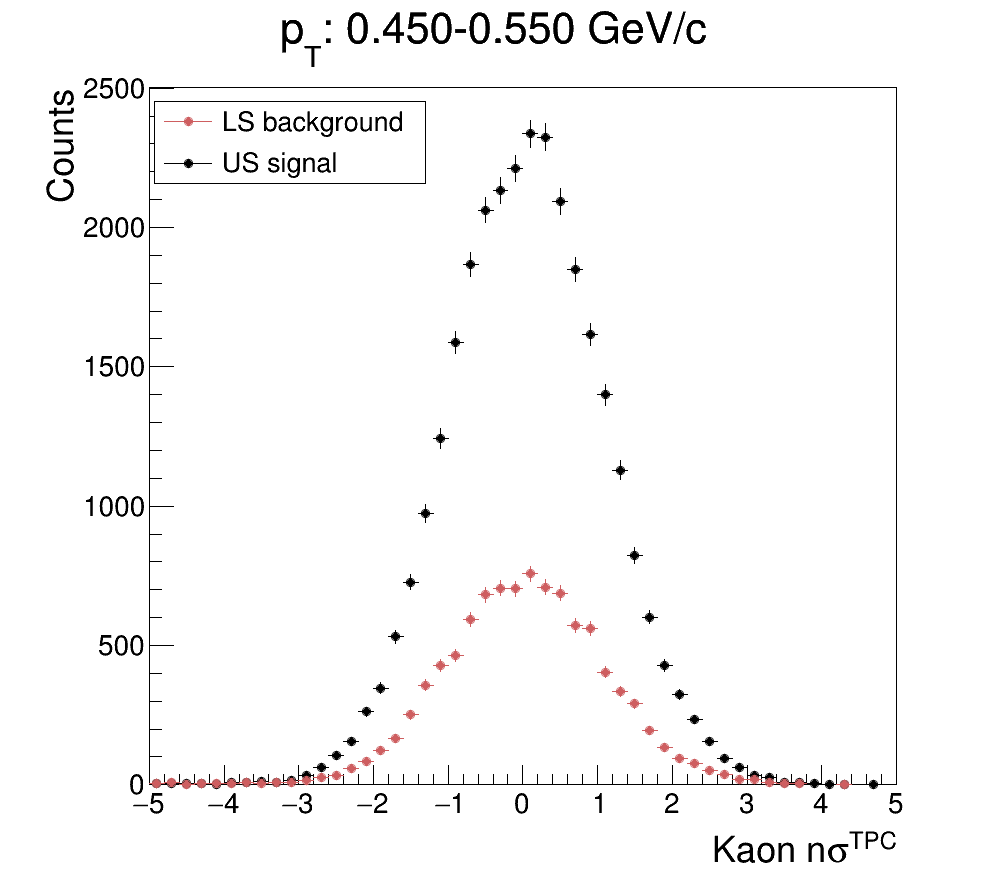 p_T: 0.450-0.550 GeV/c
Counts
2500
2000
1500
1000
500
0
LS background
US signal
−5 −4 −3 −2 −1 0 1 2 3 4 5
Kaon nσ^TPC